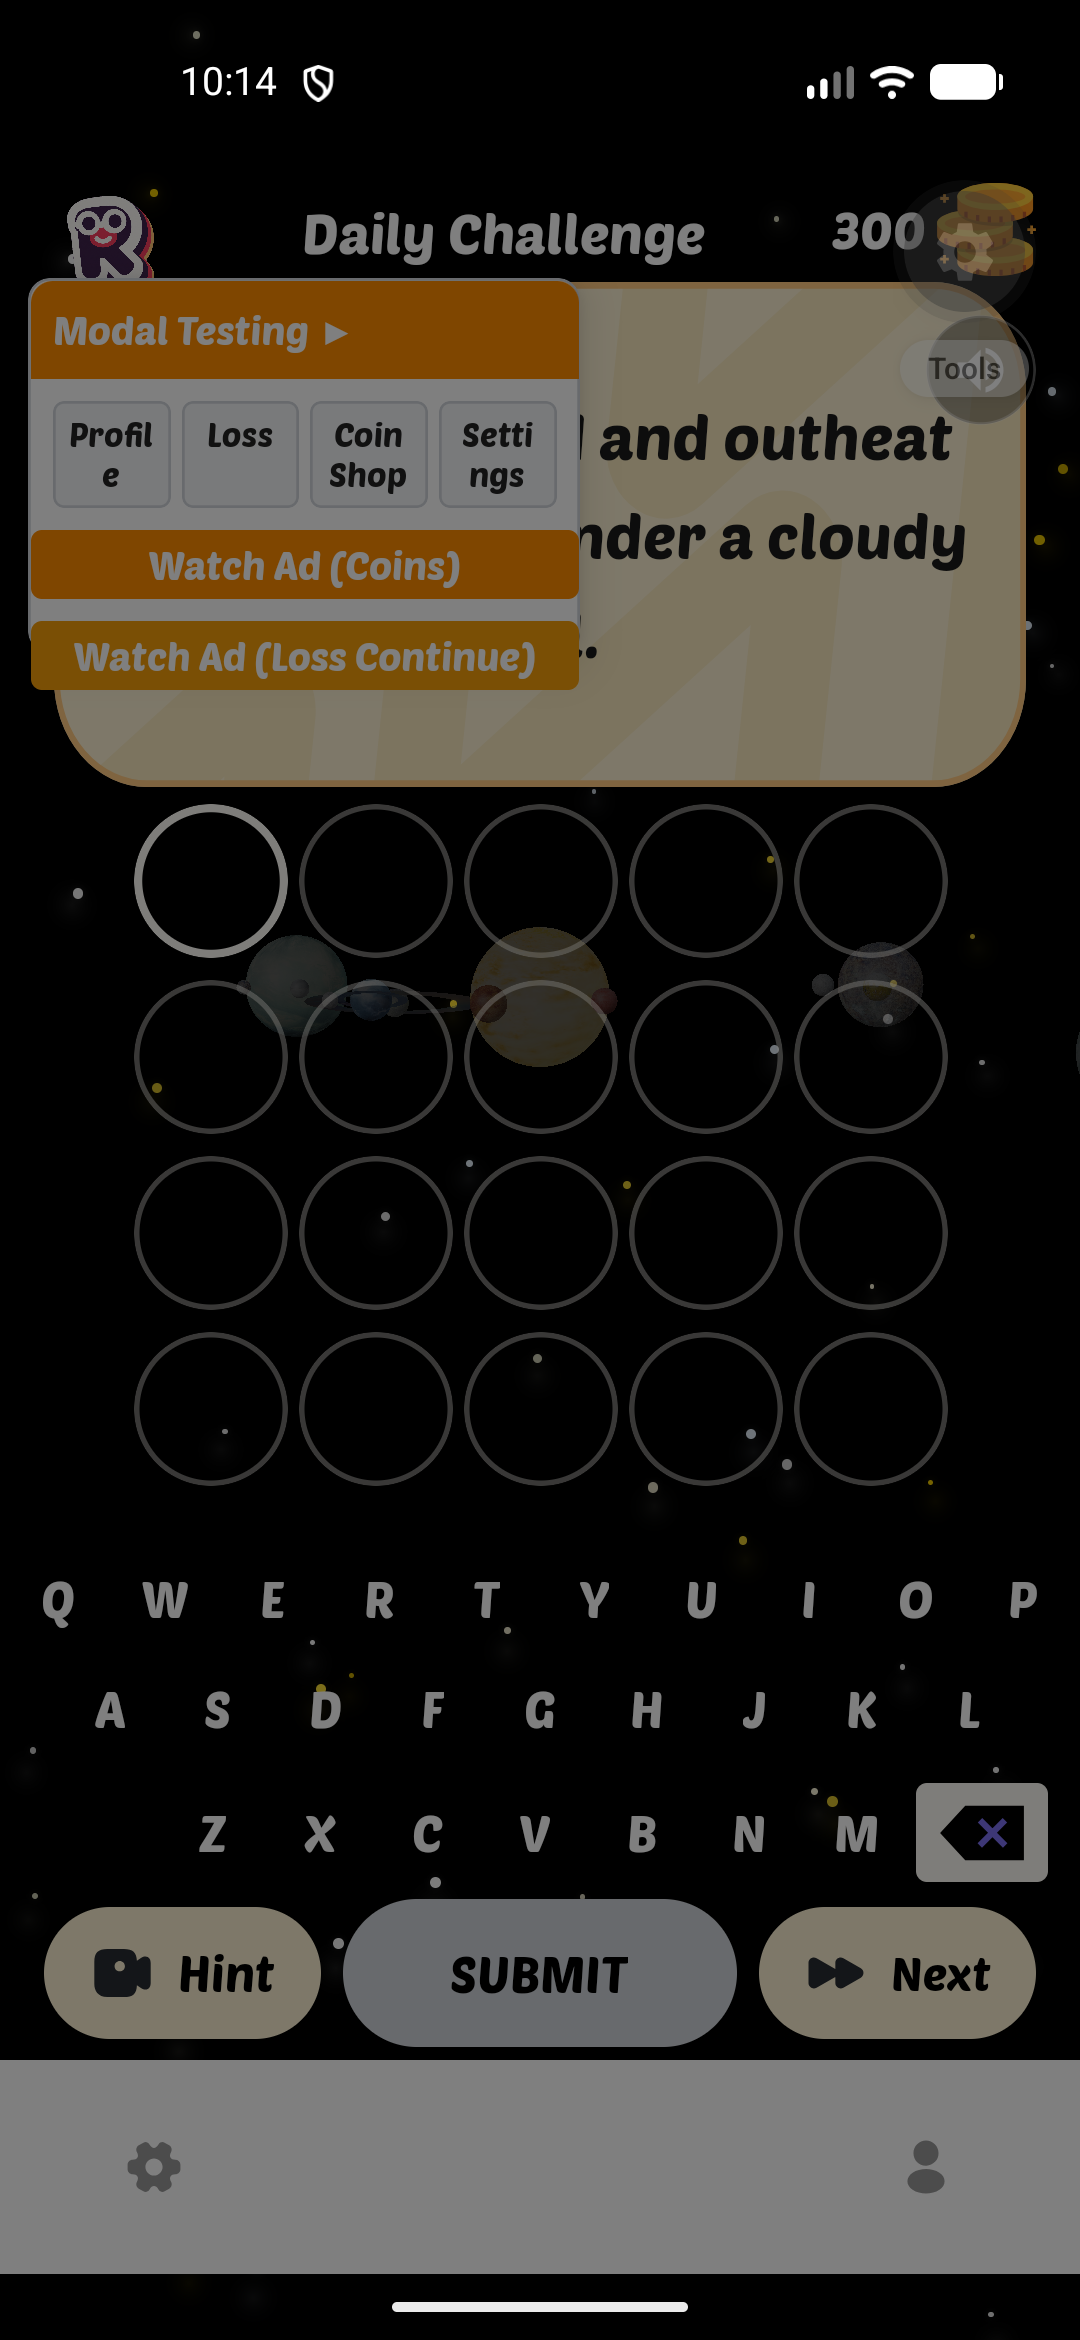 10:14
Daily Challenge
300
Modal Testing ▶
Tools
Profil
e
Loss
Coin
Shop
Setti
ngs
and outheat
nder a cloudy
Watch Ad (Coins)
Watch Ad (Loss Continue)
Q W E R T Y U I O P
A S D F G H J K L
Z X C V B N M
Hint
SUBMIT
Next